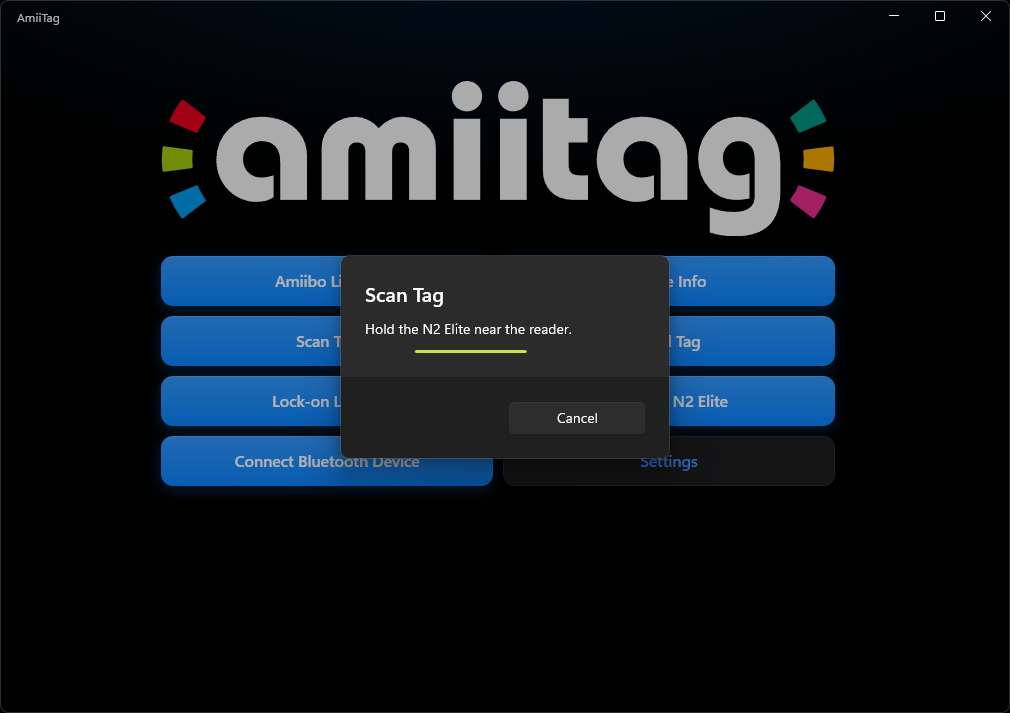 AmiiTag
amiitag
Amiibo Li
e Info
Scan Tag
Hold the N2 Elite near the reader.
Scan T
Tag
Lock-on L
N2 Elite
Cancel
Connect Bluetooth Device
Settings